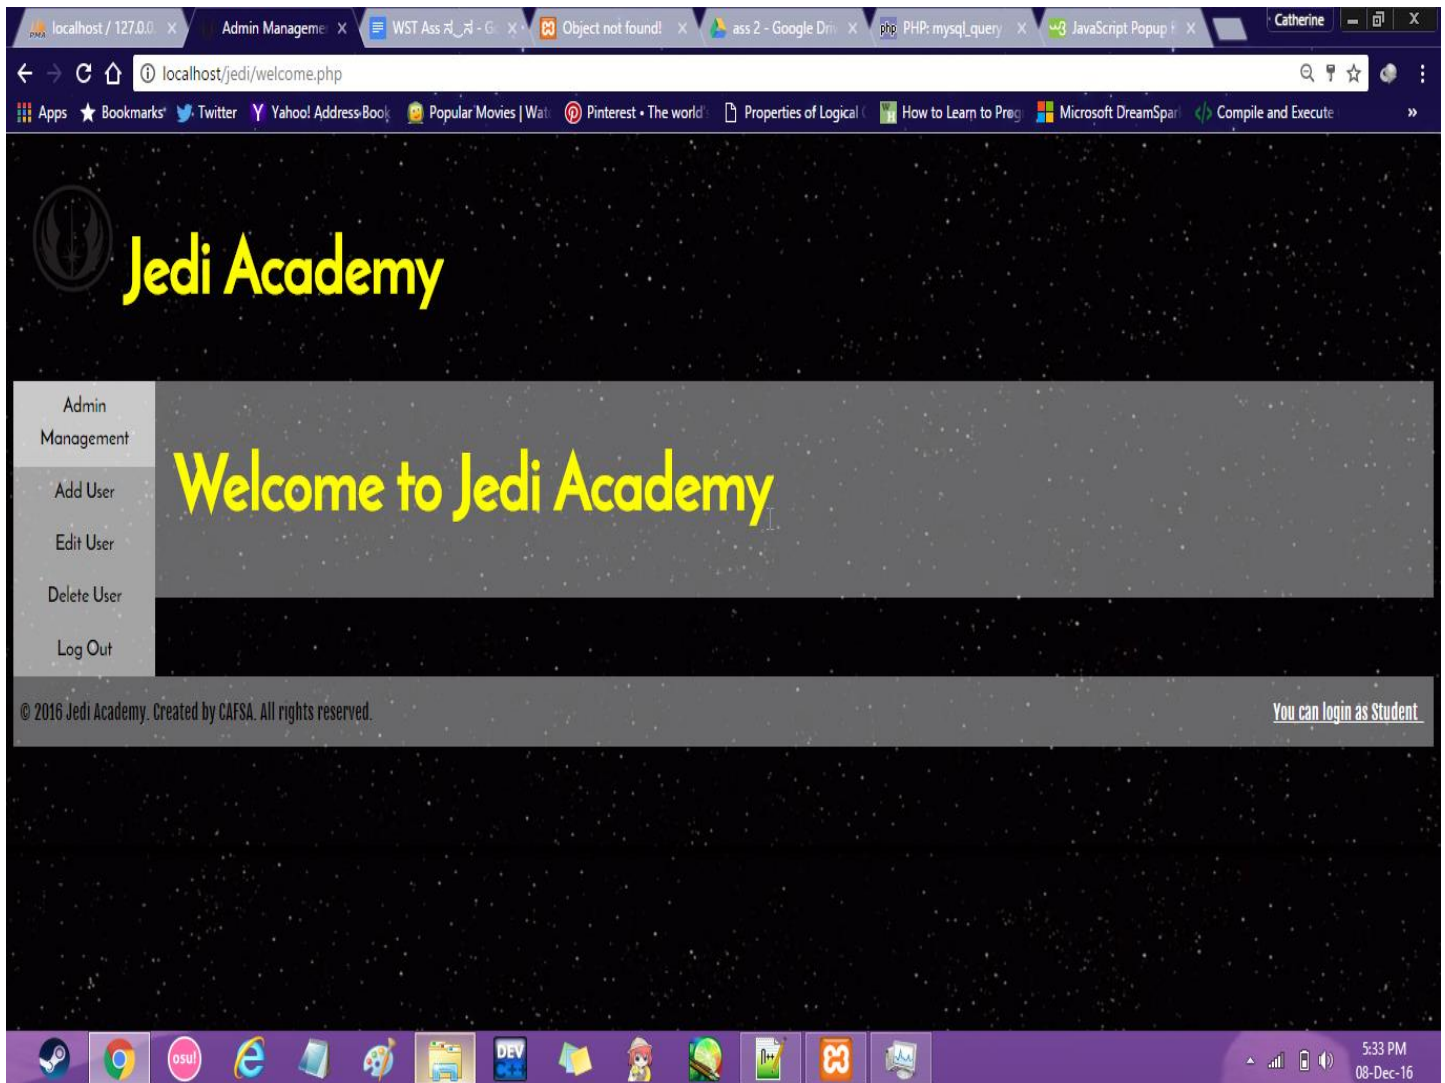 localhost / 127.0.0.
Admin Manageme
WST Ass ಸ‿ಸ - G
Object not found!
ass 2 - Google Driv
PHP: mysql_query
JavaScript Popup
Catherine
localhost/jedi/welcome.php
Apps
Bookmarks
Twitter
Yahoo! Address Book
Popular Movies | Wat
Pinterest • The world's
Properties of Logical
How to Learn to Prog
Microsoft DreamSpar
Compile and Execute
»
Jedi Academy
Admin
Management
Add User
Edit User
Delete User
Log Out
Welcome to Jedi Academy
© 2016 Jedi Academy. Created by CAFSA. All rights reserved.
You can login as Student
osu!
DEV
C++
5:33 PM
08-Dec-16